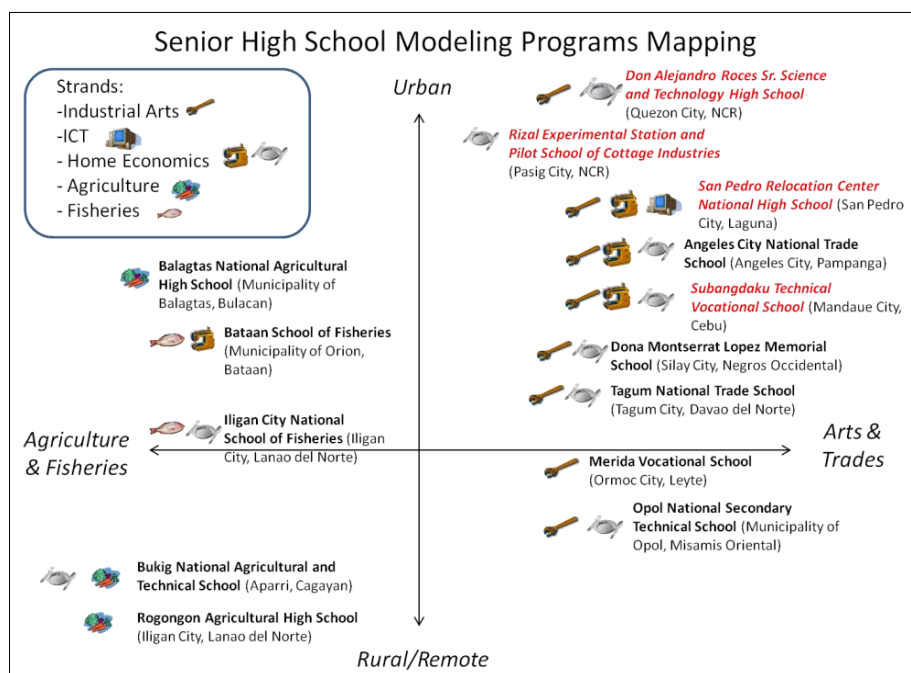 Senior High School Modeling Programs Mapping
Strands:
-Industrial Arts
-ICT
- Home Economics
- Agriculture
- Fisheries
Urban
Don Alejandro Roces Sr. Science
and Technology High School
(Quezon City, NCR)
Rizal Experimental Station and
Pilot School of Cottage Industries
(Pasig City, NCR)
San Pedro Relocation Center
National High School (San Pedro
City, Laguna)
Angeles City National Trade
School (Angeles City, Pampanga)
Subangdaku Technical
Vocational School (Mandaue City,
Cebu)
Dona Montserrat Lopez Memorial
School (Silay City, Negros Occidental)
Tagum National Trade School
(Tagum City, Davao del Norte)
Balagtas National Agricultural
High School (Municipality of
Balagtas, Bulacan)
Bataan School of Fisheries
(Municipality of Orion,
Bataan)
Iligan City National
School of Fisheries (Iligan
City, Lanao del Norte)
Agriculture
& Fisheries
Arts &
Trades
Merida Vocational School
(Ormoc City, Leyte)
Opol National Secondary
Technical School (Municipality of
Opol, Misamis Oriental)
Bukig National Agricultural and
Technical School (Aparri, Cagayan)
Rogongon Agricultural High School
(Iligan City, Lanao del Norte)
Rural/Remote